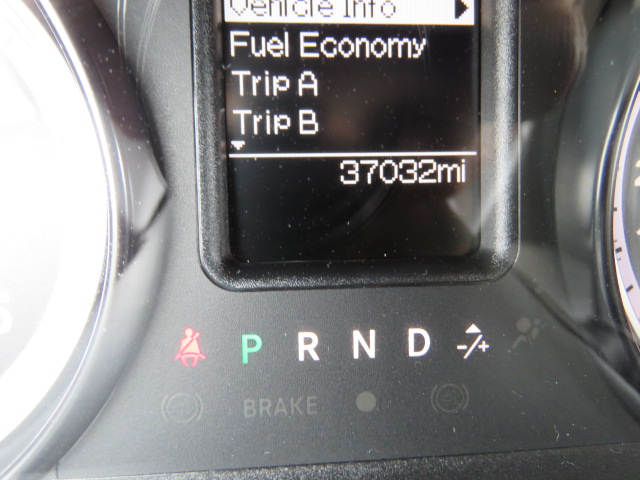 Vehicle Info
Fuel Economy
Trip A
Trip B
37032mi
P R N D -/+
BRAKE